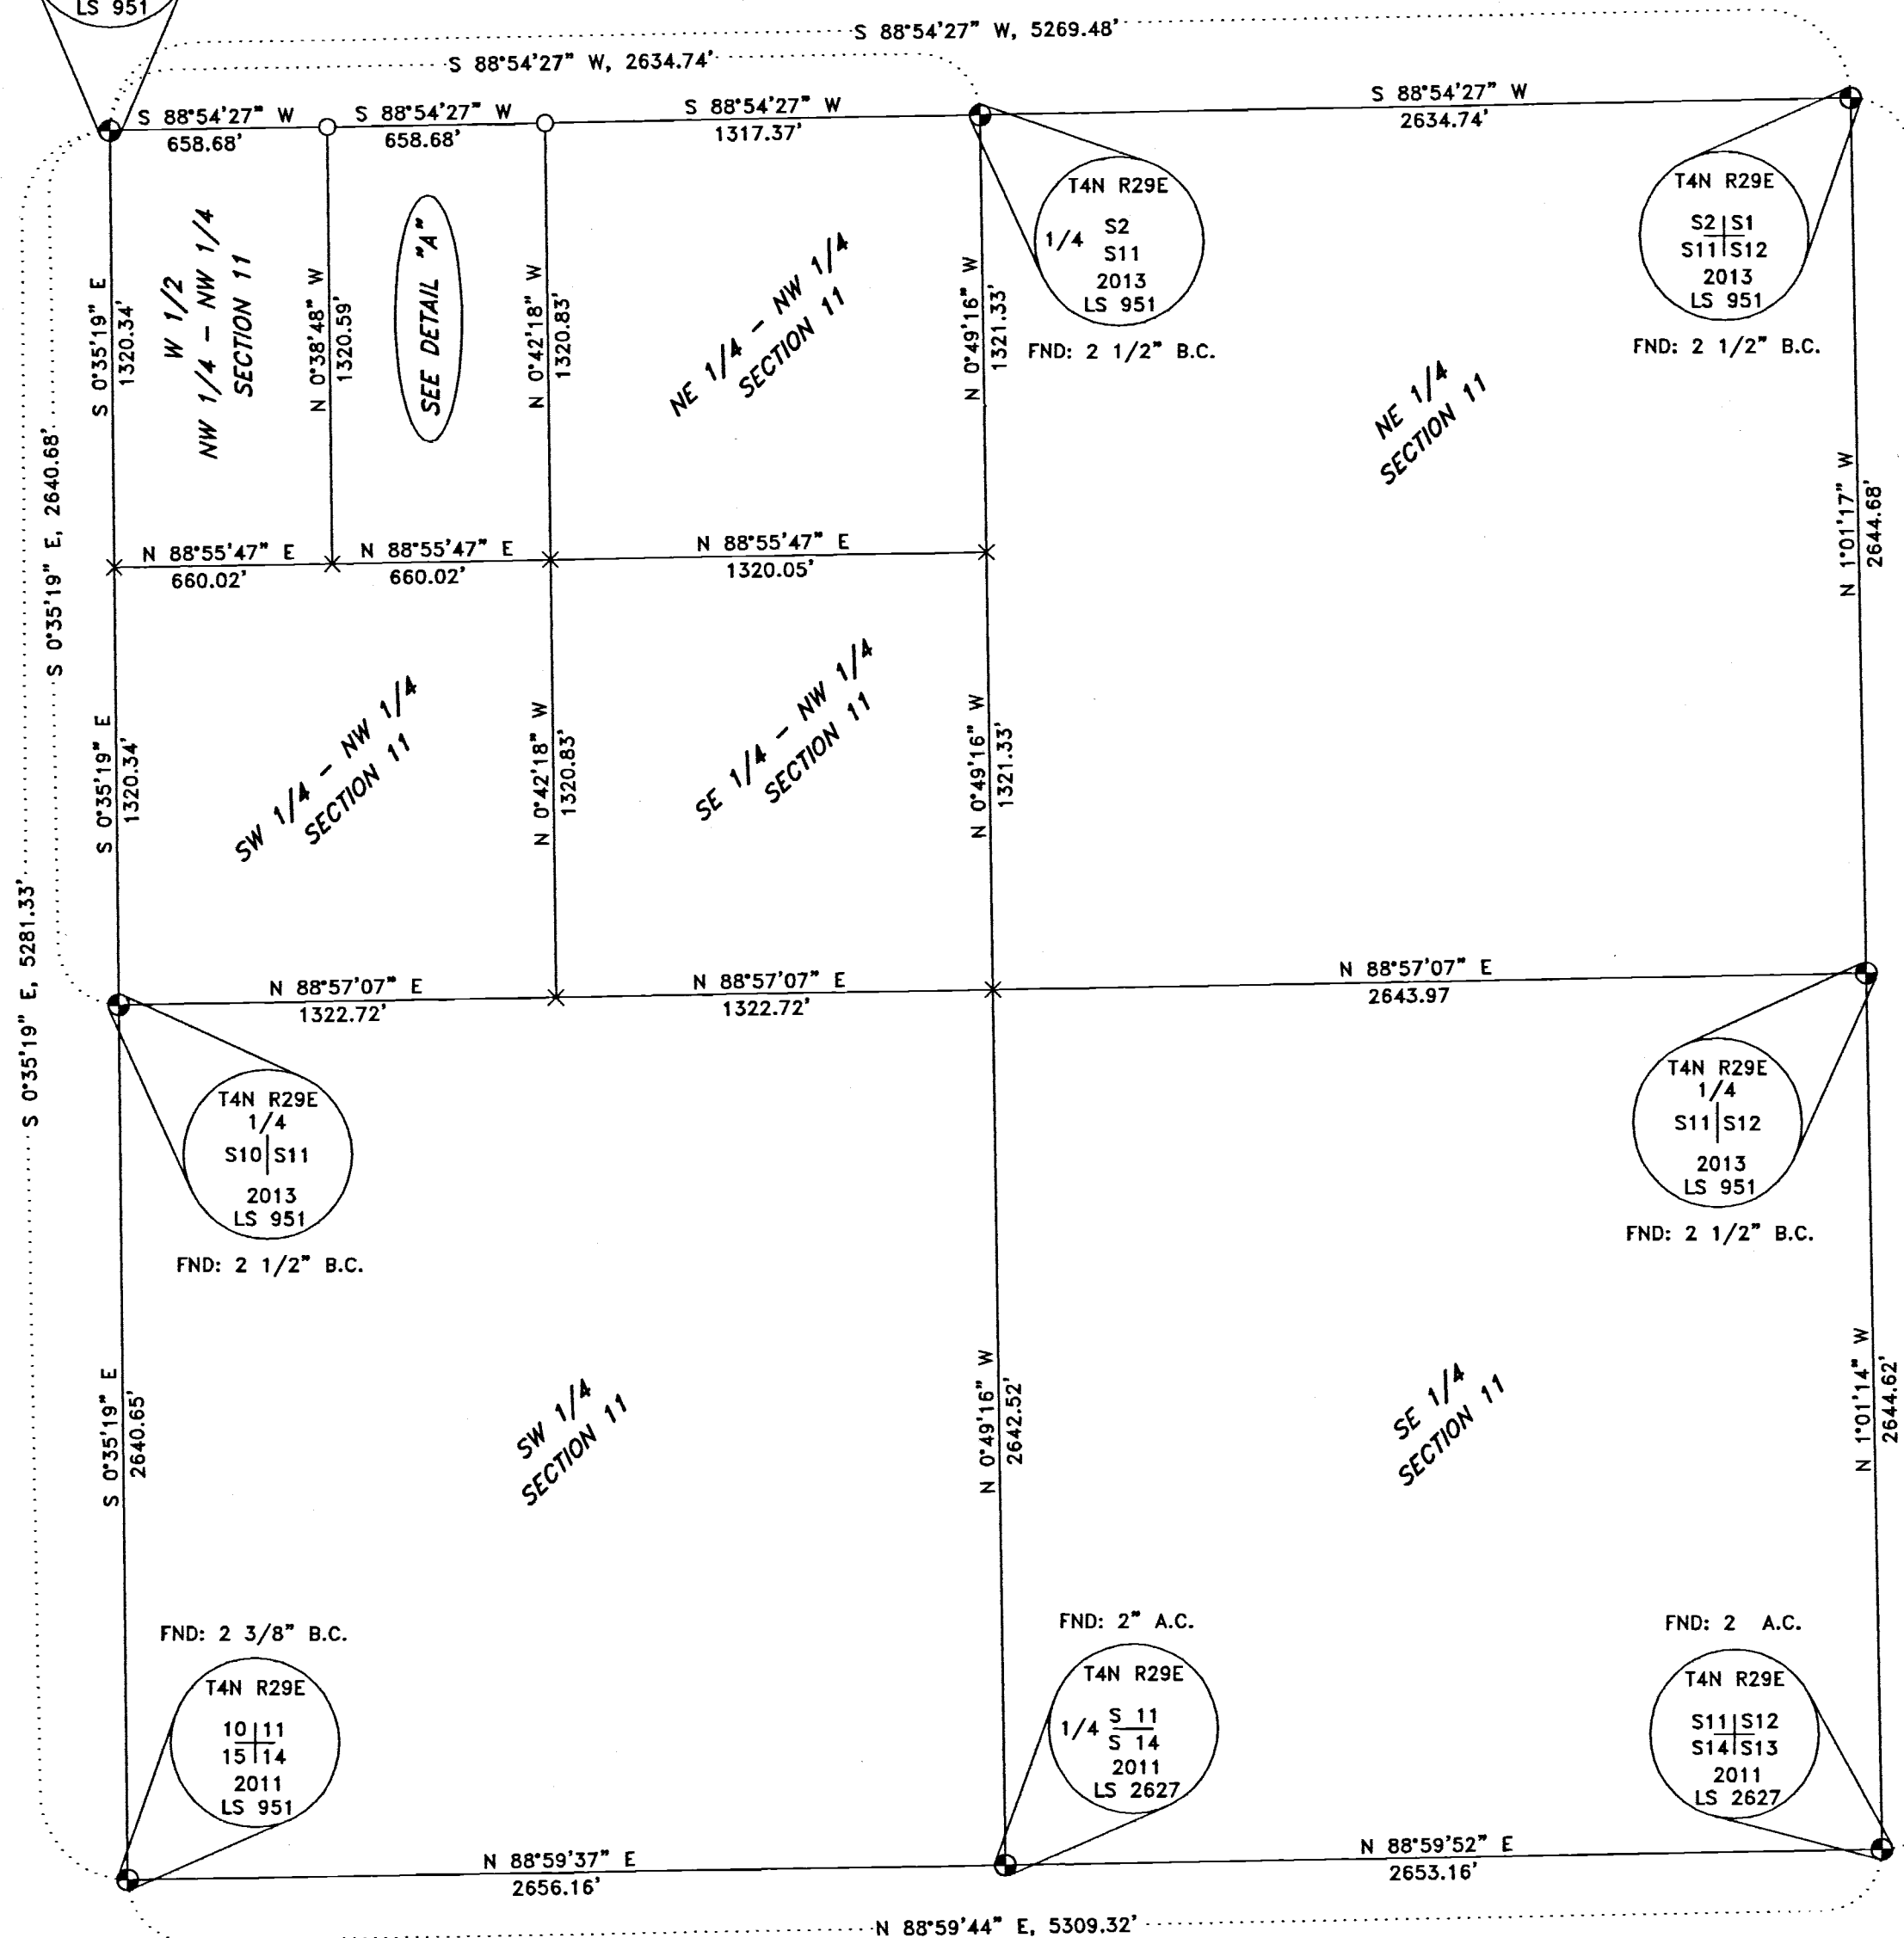 LS 951
S 88°54'27" W, 5269.48'
S 88°54'27" W, 2634.74'
S 88°54'27" W
658.68'
S 88°54'27" W
658.68'
S 88°54'27" W
1317.37'
S 88°54'27" W
2634.74'
S 0°35'19" E
1320.34'
W 1/2
NW 1/4 - NW 1/4
SECTION 11
N 0°38'48" W
1320.59'
SEE DETAIL "A"
N 0°42'18" W
1320.83'
NE 1/4 - NW 1/4
SECTION 11
N 0°49'16" W
1321.33'
T4N R29E
1/4
S2
S11
2013
LS 951
FND: 2 1/2" B.C.
NE 1/4
SECTION 11
T4N R29E
S2 S1
S11 S12
2013
LS 951
FND: 2 1/2" B.C.
N 1°01'17" W
2644.68'
S 0°35'19" E, 2640.68'
N 88°55'47" E
660.02'
N 88°55'47" E
660.02'
N 88°55'47" E
1320.05'
S 0°35'19" E
1320.34'
SW 1/4 - NW 1/4
SECTION 11
N 0°42'18" W
1320.83'
SE 1/4 - NW 1/4
SECTION 11
N 0°49'16" W
1321.33'
S 0°35'19" E, 5281.33'
N 88°57'07" E
1322.72'
N 88°57'07" E
1322.72'
N 88°57'07" E
2643.97
T4N R29E
1/4
S10 S11
2013
LS 951
FND: 2 1/2" B.C.
T4N R29E
1/4
S11 S12
2013
LS 951
FND: 2 1/2" B.C.
S 0°35'19" E
2640.65'
SW 1/4
SECTION 11
N 0°49'16" W
2642.52'
SE 1/4
SECTION 11
N 1°01'14" W
2644.62'
FND: 2 3/8" B.C.
T4N R29E
10 11
15 14
2011
LS 951
FND: 2" A.C.
T4N R29E
1/4
S 11
S 14
2011
LS 2627
FND: 2 A.C.
T4N R29E
S11 S12
S14 S13
2011
LS 2627
N 88°59'37" E
2656.16'
N 88°59'52" E
2653.16'
N 88°59'44" E, 5309.32'